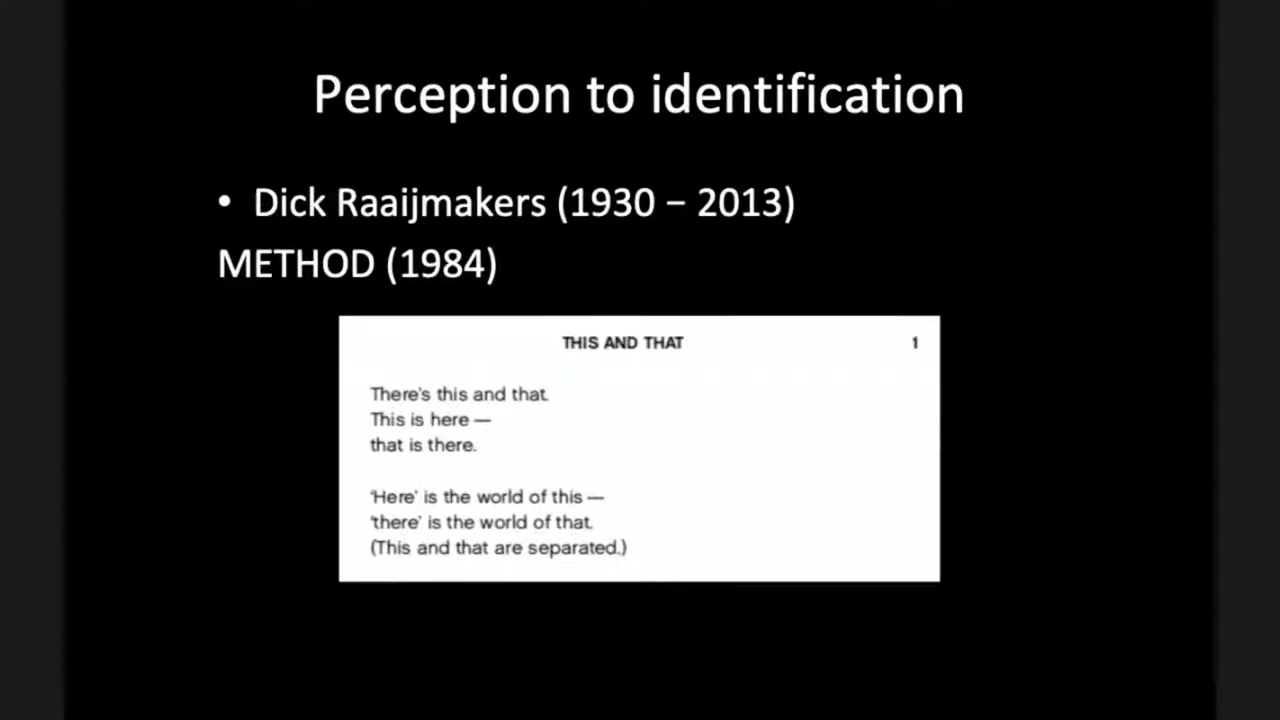 Perception to identification
• Dick Raaijmakers (1930 – 2013)
METHOD (1984)
THIS AND THAT 1
There's this and that.
This is here —
that is there.
'Here' is the world of this —
'there' is the world of that.
(This and that are separated.)